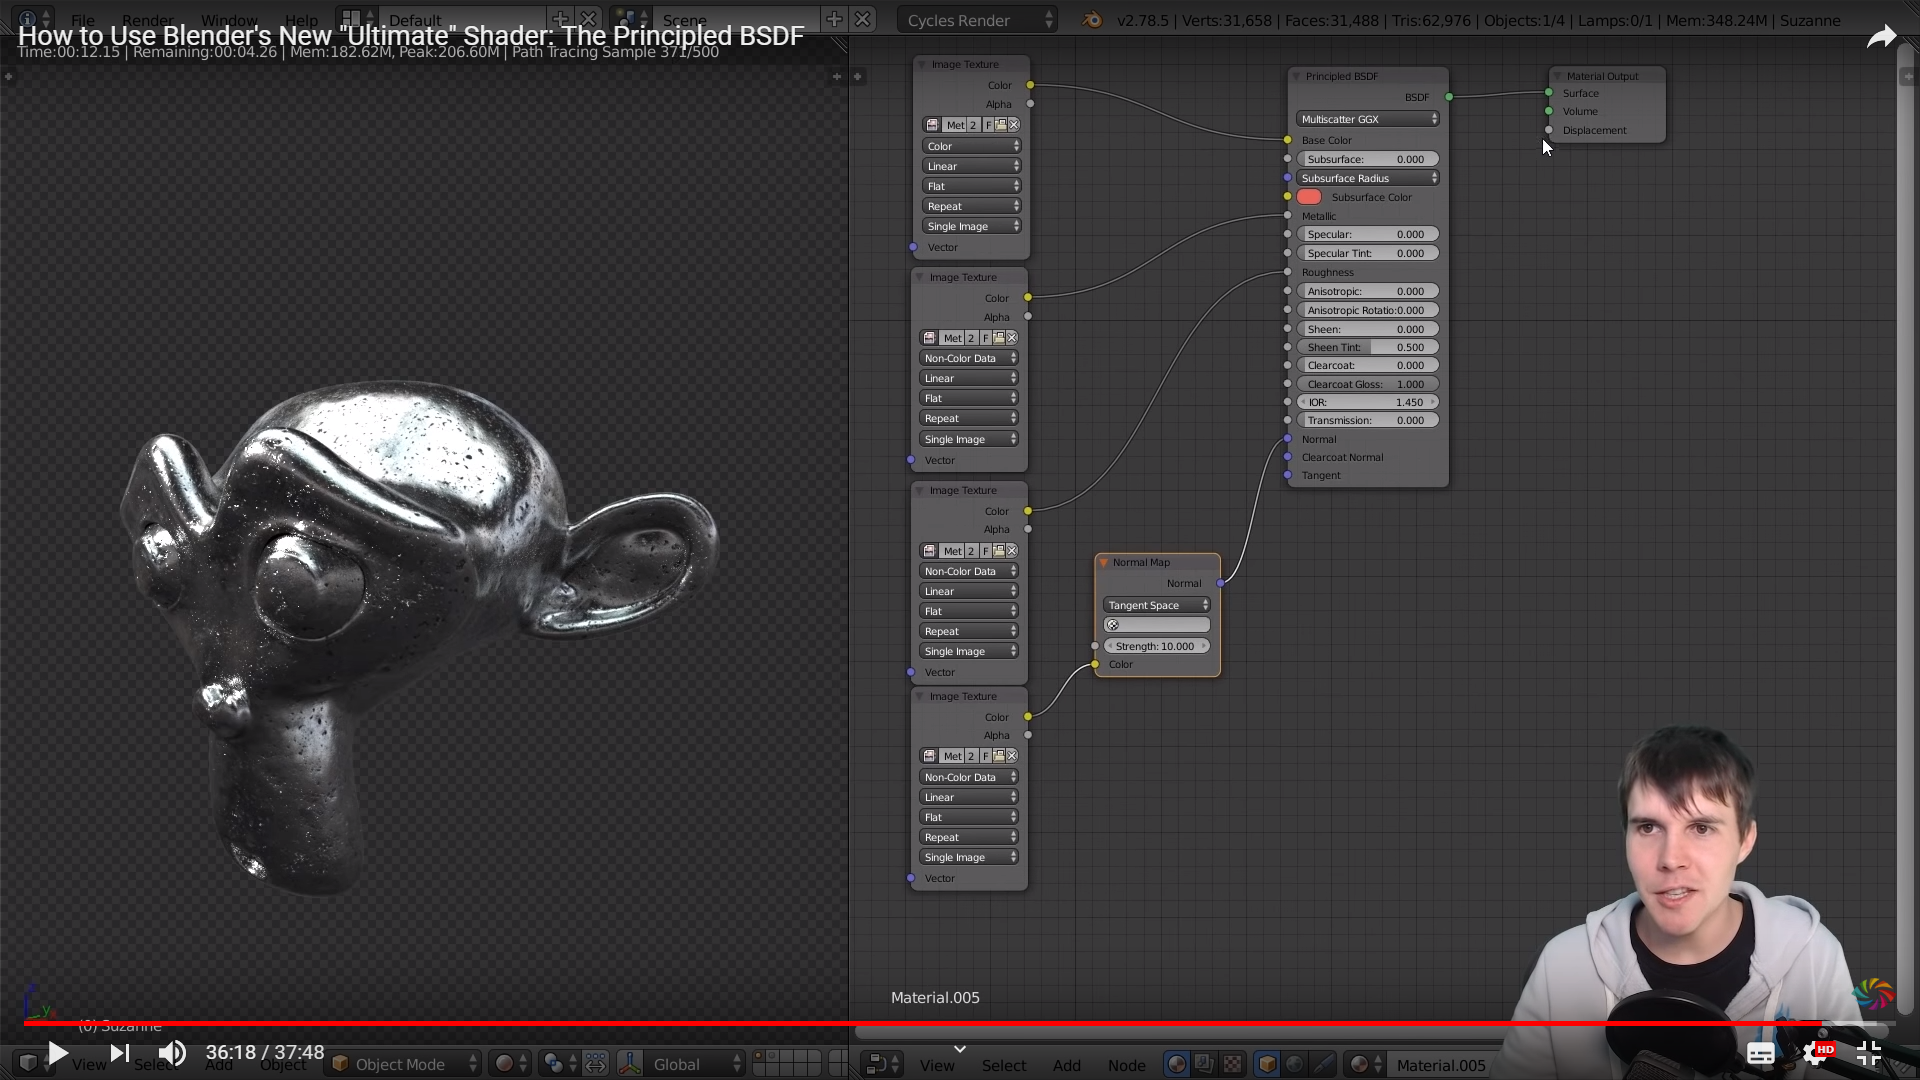 File Render Window Help Default Scene Cycles Render v2.78.5 | Verts:31,658 | Faces:31,488 | Tris:62,976 | Objects:1/4 | Lamps:0/1 | Mem:348.24M | Suzanne
How to Use Blender's New "Ultimate" Shader: The Principled BSDF
Time:00:12.15 | Remaining:00:04.26 | Mem:182.62M, Peak:206.60M | Path Tracing Sample 371/500
Image Texture
Color
Alpha
Met 2 F
Color
Linear
Flat
Repeat
Single Image
Vector
Image Texture
Color
Alpha
Met 2 F
Non-Color Data
Linear
Flat
Repeat
Single Image
Vector
Image Texture
Color
Alpha
Met 2 F
Non-Color Data
Linear
Flat
Repeat
Single Image
Vector
Image Texture
Color
Alpha
Met 2 F
Non-Color Data
Linear
Flat
Repeat
Single Image
Vector
Normal Map
Normal
Tangent Space
Strength: 10.000
Color
Principled BSDF
BSDF
Multiscatter GGX
Base Color
Subsurface: 0.000
Subsurface Radius
Subsurface Color
Metallic
Specular: 0.000
Specular Tint: 0.000
Roughness
Anisotropic: 0.000
Anisotropic Rotatio:0.000
Sheen: 0.000
Sheen Tint: 0.500
Clearcoat: 0.000
Clearcoat Gloss: 1.000
IOR: 1.450
Transmission: 0.000
Normal
Clearcoat Normal
Tangent
Material Output
Surface
Volume
Displacement
Material.005
(0) Suzanne
36:18 / 37:48
View Select Add Object Object Mode Global
View Select Add Node Material.005
HD